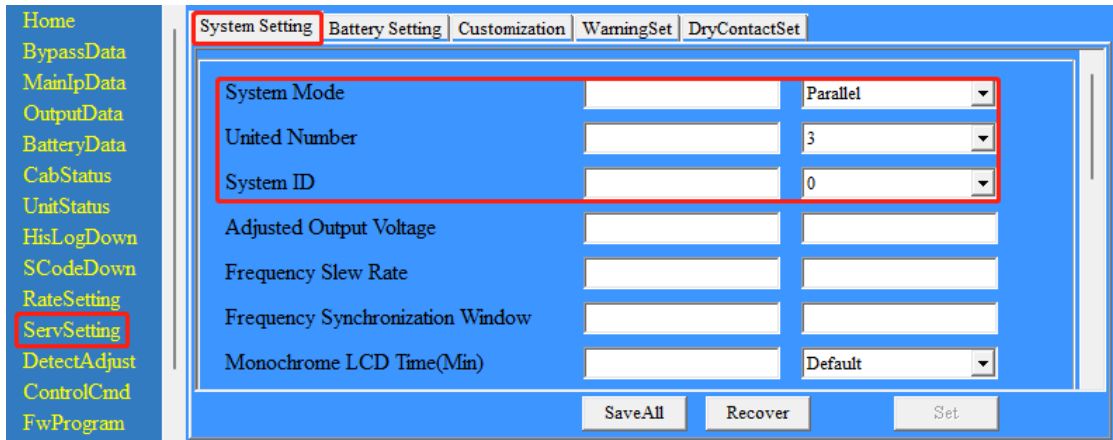 Home
BypassData
MainIpData
OutputData
BatteryData
CabStatus
UnitStatus
HisLogDown
SCodeDown
RateSetting
ServSetting
DetectAdjust
ControlCmd
FwProgram
System Setting Battery Setting Customization WarningSet DryContactSet
System Mode Parallel
United Number 3
System ID 0
Adjusted Output Voltage
Frequency Slew Rate
Frequency Synchronization Window
Monochrome LCD Time(Min) Default
SaveAll Recover Set